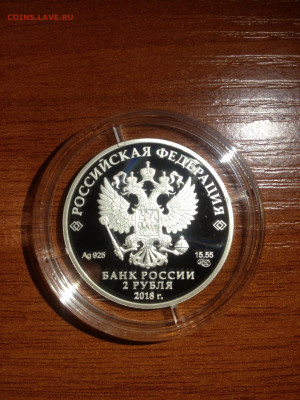 COINS.LAVE.RU
РОССИЙСКАЯ ФЕДЕРАЦИЯ
Ag 925
15,55
БАНК РОССИИ
2 РУБЛЯ
2018 г.